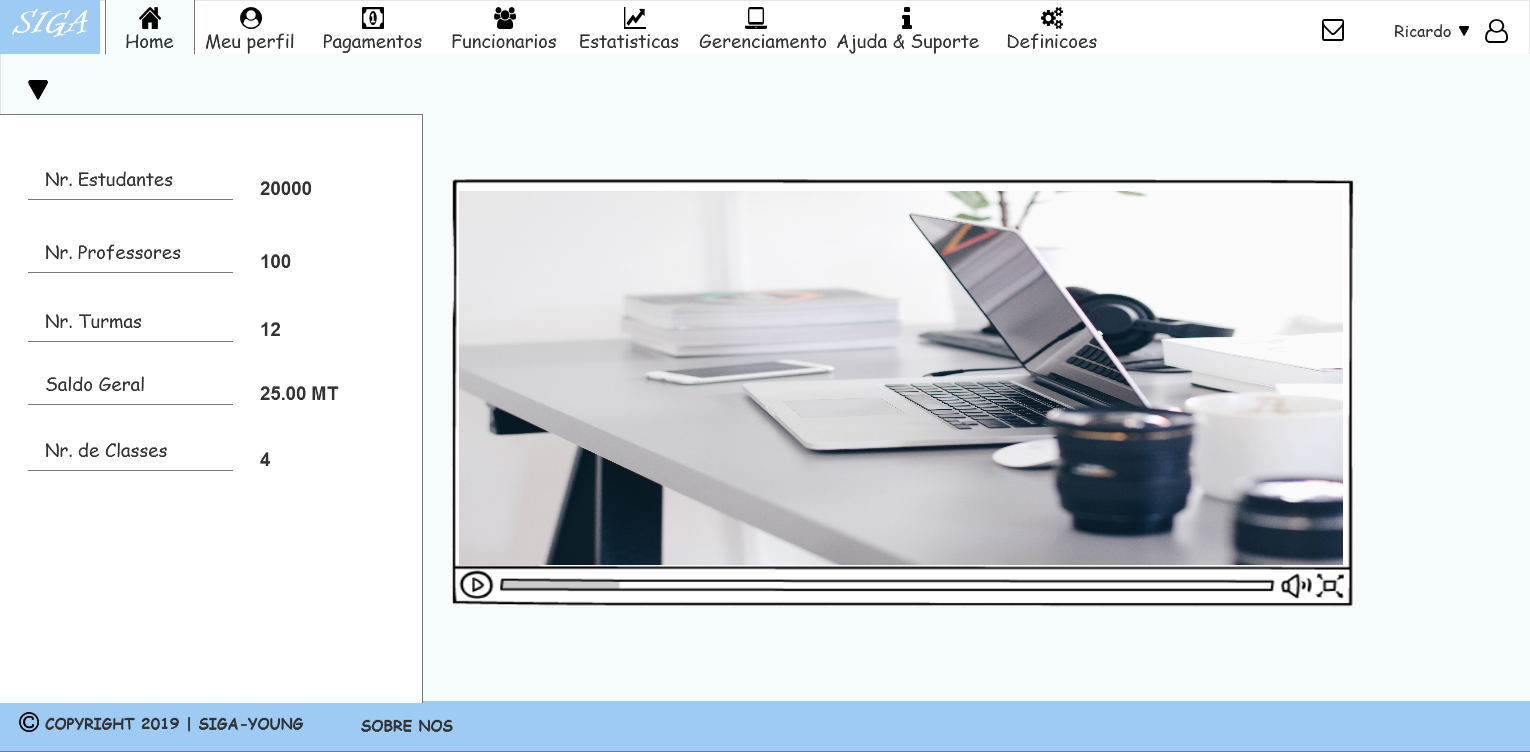 SIGA
Home
Meu perfil
Pagamentos
Funcionarios
Estatisticas
Gerenciamento
Ajuda & Suporte
Definicoes
Ricardo ▼
Nr. Estudantes 20000
Nr. Professores 100
Nr. Turmas 12
Saldo Geral 25.00 MT
Nr. de Classes 4
© COPYRIGHT 2019 | SIGA-YOUNG
SOBRE NOS